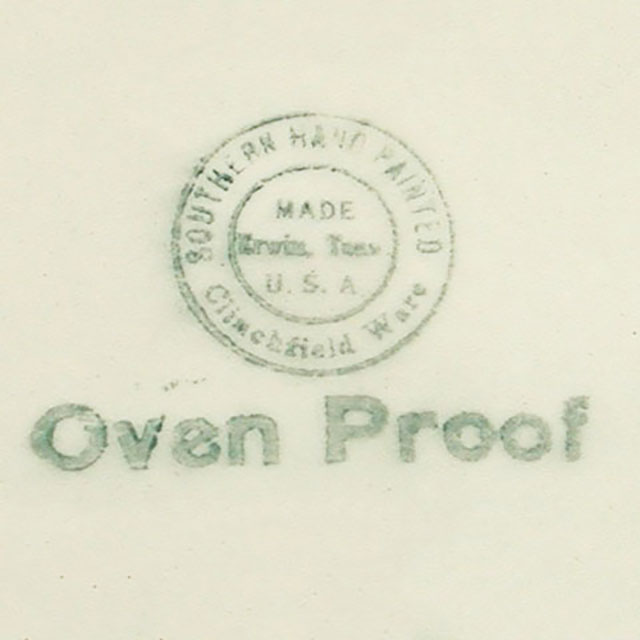 SOUTHERN HAND PAINTED
MADE
Erwin, Tenn.
U.S.A.
Clinchfield Ware
Oven Proof